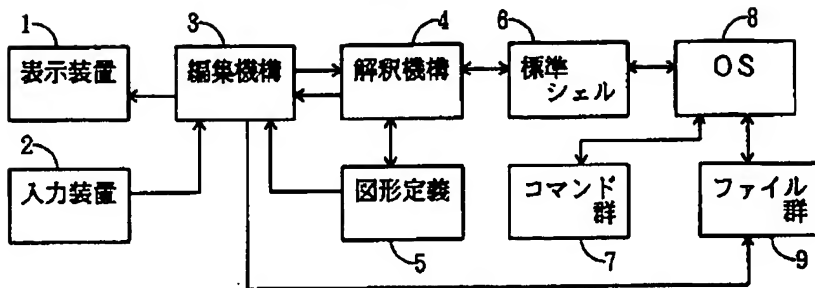 1
3
4
6
8
表示装置
編集機構
解釈機構
標準
シェル
OS
2
入力装置
図形定義
コマンド
群
ファイル
群
5
7
9